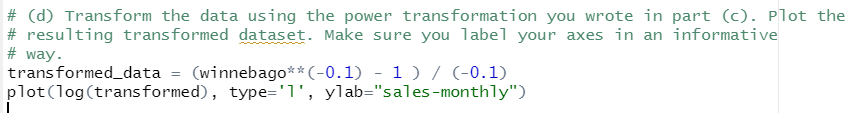 # (d) Transform the data using the power transformation you wrote in part (c). Plot the
# resulting transformed dataset. Make sure you label your axes in an informative
# way.
transformed_data = (winnebago**(-0.1) - 1 ) / (-0.1)
plot(log(transformed), type='l', ylab="sales-monthly")